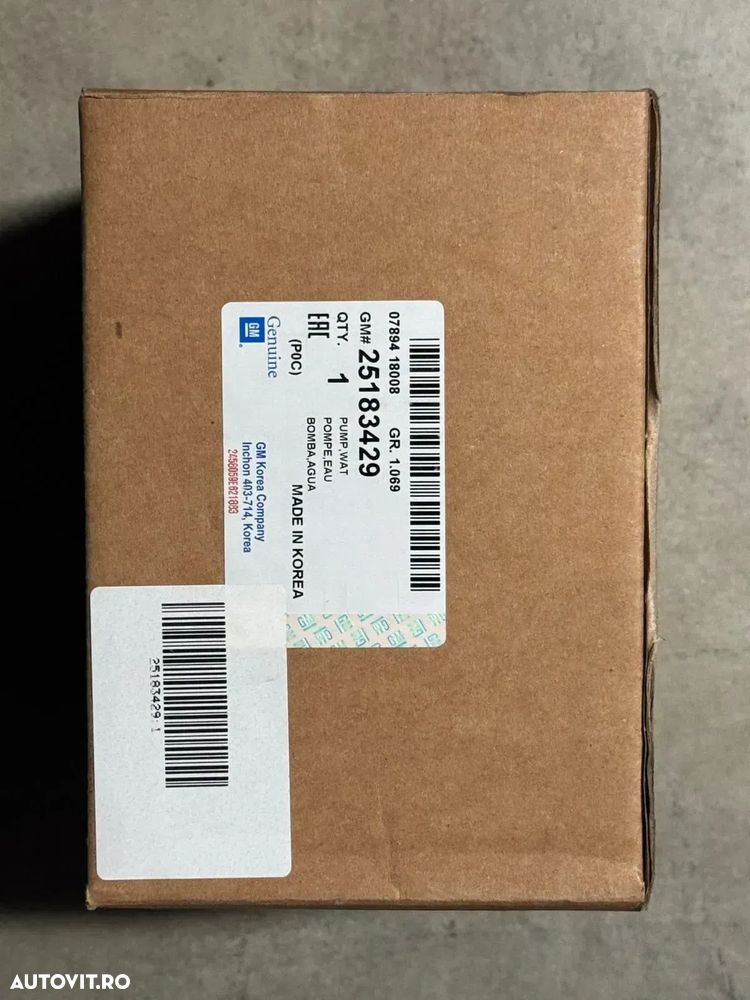 07894 18008 GR. 1.069
GM# 25183429
QTY. 1 PUMP,WAT
POMPE,EAU
BOMBA,AGUA
EAC
(P0C) MADE IN KOREA
Genuine
GM
GM Korea Company
Inchon 403-714, Korea
25183429:1
AUTOVIT.RO